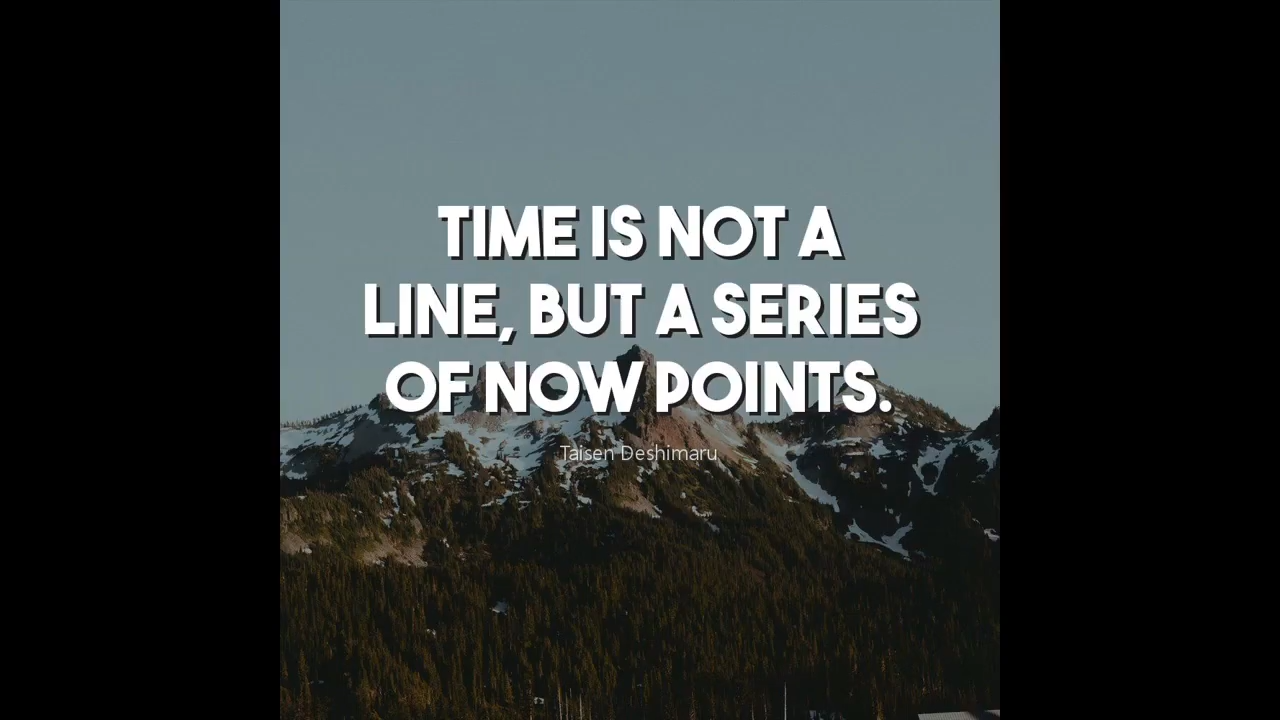 TIME IS NOT A
LINE, BUT A SERIES
OF NOW POINTS.
Taisen Deshimaru